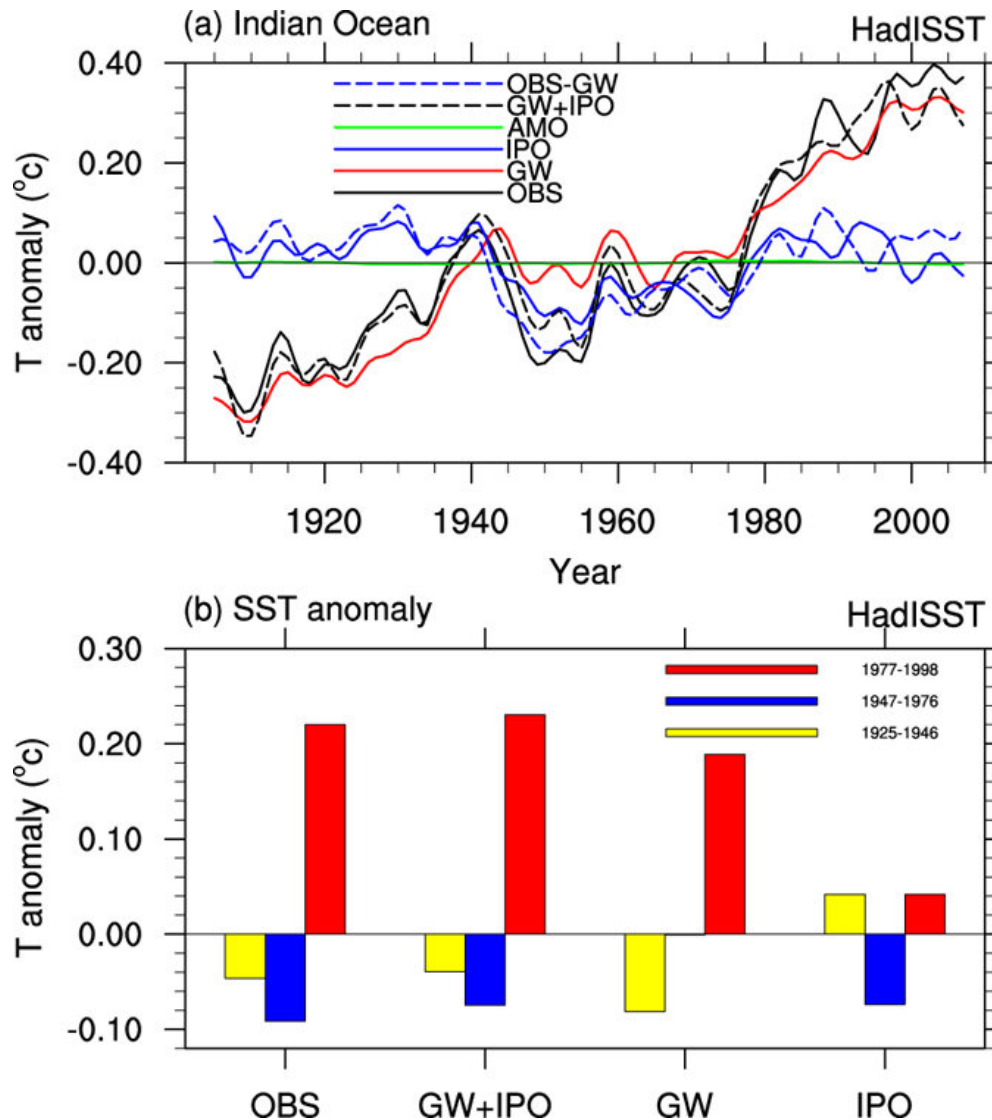 (a) Indian Ocean HadISST
0.40
0.20
0.00
-0.20
-0.40
T anomaly (°c)
OBS-GW
GW+IPO
AMO
IPO
GW
OBS
1920 1940 1960 1980 2000
Year
(b) SST anomaly HadISST
0.30
0.20
0.10
0.00
-0.10
T anomaly (°c)
1977-1998
1947-1976
1925-1946
OBS GW+IPO GW IPO